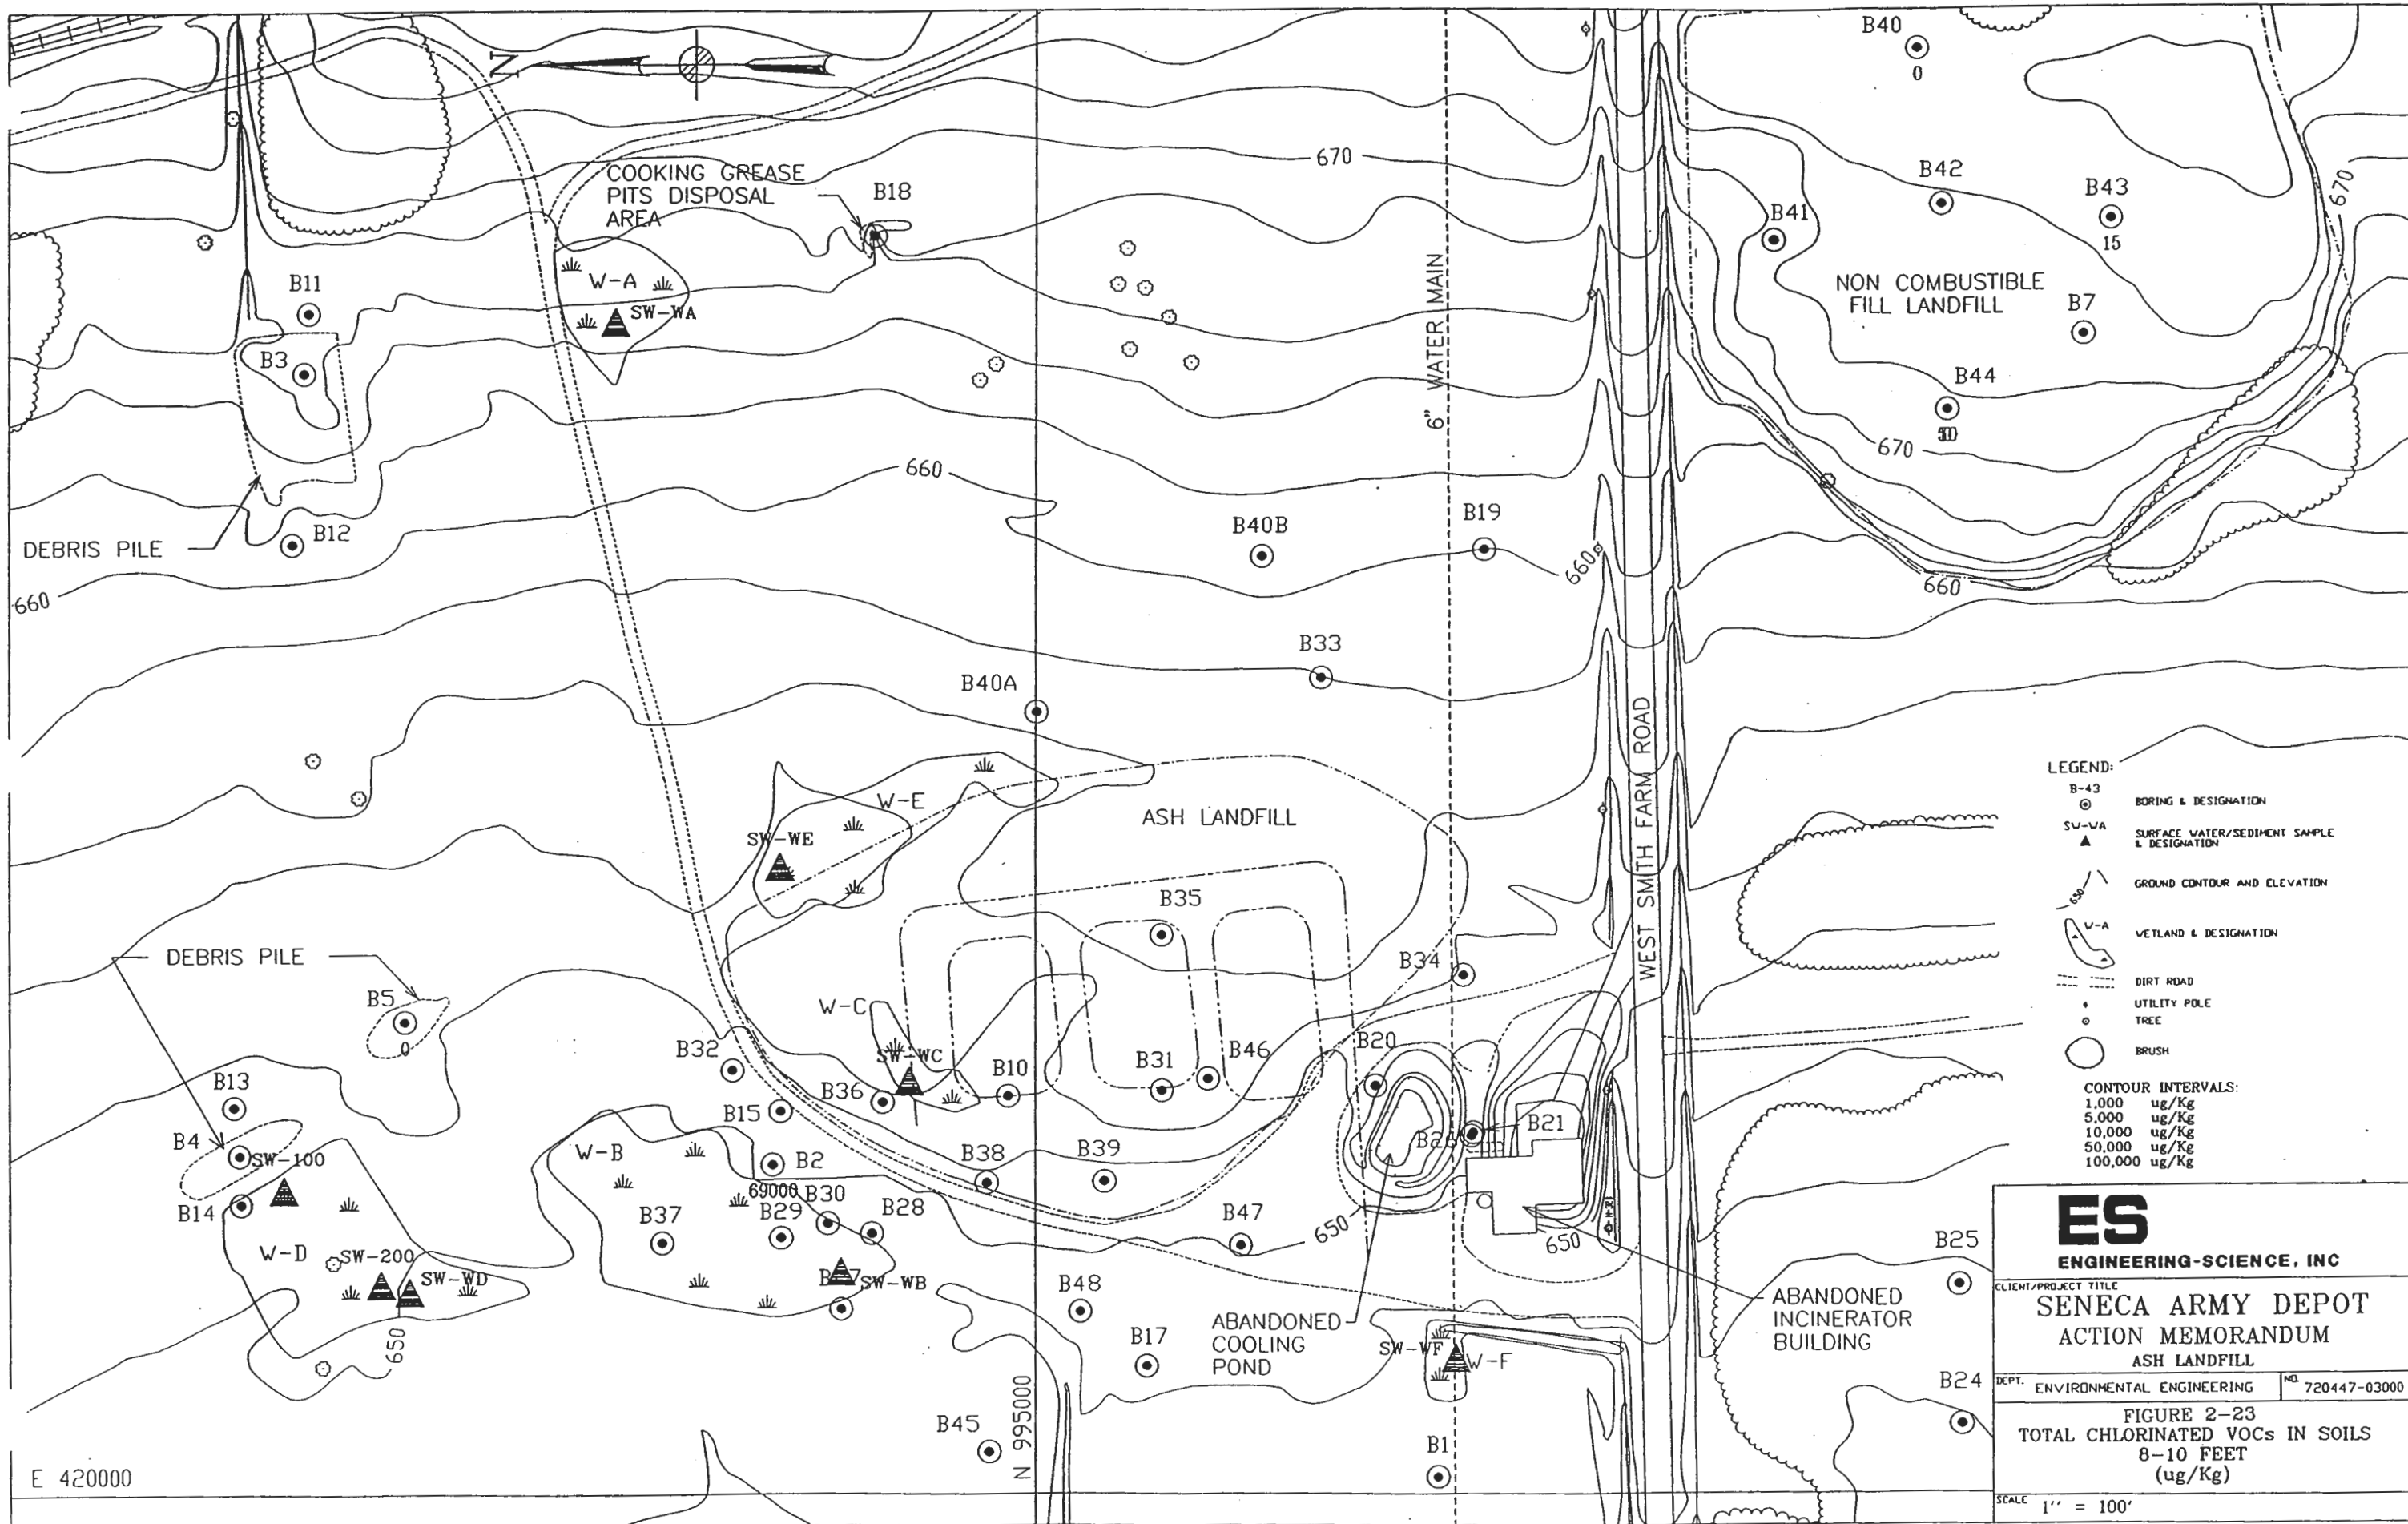 B40
0
N
670
COOKING GREASE
PITS DISPOSAL
AREA
B18
B42
B43
15
670
B41
W-A
SW-WA
B11
6" WATER MAIN
NON COMBUSTIBLE
FILL LANDFILL
B7
B3
B44
670
660
DEBRIS PILE
B12
B40B
B19
660
660
660
B33
B40A
WEST SMITH FARM ROAD
LEGEND:
B-43
BORING & DESIGNATION
SW-WA
SURFACE WATER/SEDIMENT SAMPLE
& DESIGNATION
650
GROUND CONTOUR AND ELEVATION
W-A
WETLAND & DESIGNATION
DIRT ROAD
UTILITY POLE
TREE
BRUSH
CONTOUR INTERVALS:
1,000 ug/Kg
5,000 ug/Kg
10,000 ug/Kg
50,000 ug/Kg
100,000 ug/Kg
W-E
SW-WE
ASH LANDFILL
B35
B34
DEBRIS PILE
B5
0
W-C
SW-WC
B32
B36
B10
B31
B46
B20
B13
B15
B4
SW-100
B26
B21
W-B
B2
69000
B30
B38
B39
B14
B37
B29
B28
B47
650
650
W-D
SW-200
SW-WD
SW-WB
B48
B17
650
ABANDONED
COOLING
POND
SW-WF
W-F
ABANDONED
INCINERATOR
BUILDING
B25
B24
B45
N 995000
B1
E 420000
ES
ENGINEERING-SCIENCE, INC
CLIENT/PROJECT TITLE
SENECA ARMY DEPOT
ACTION MEMORANDUM
ASH LANDFILL
DEPT. ENVIRONMENTAL ENGINEERING NO. 720447-03000
FIGURE 2-23
TOTAL CHLORINATED VOCs IN SOILS
8-10 FEET
(ug/Kg)
SCALE 1'' = 100'